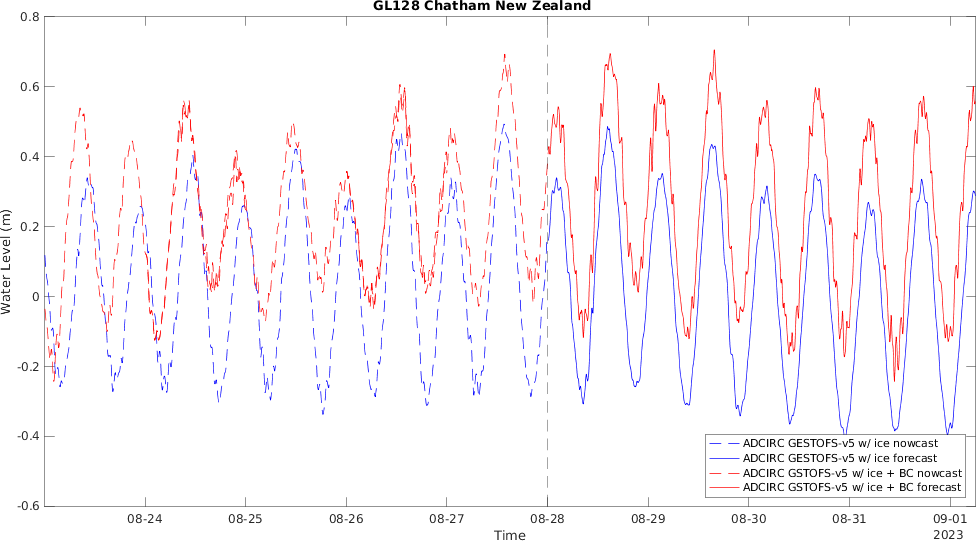 GL128 Chatham New Zealand
0.8
0.6
0.4
0.2
0
-0.2
-0.4
-0.6
Water Level (m)
ADCIRC GESTOFS-v5 w/ ice nowcast
ADCIRC GESTOFS-v5 w/ ice forecast
ADCIRC GSTOFS-v5 w/ ice + BC nowcast
ADCIRC GSTOFS-v5 w/ ice + BC forecast
08-24 08-25 08-26 08-27 08-28 08-29 08-30 08-31 09-01
2023
Time